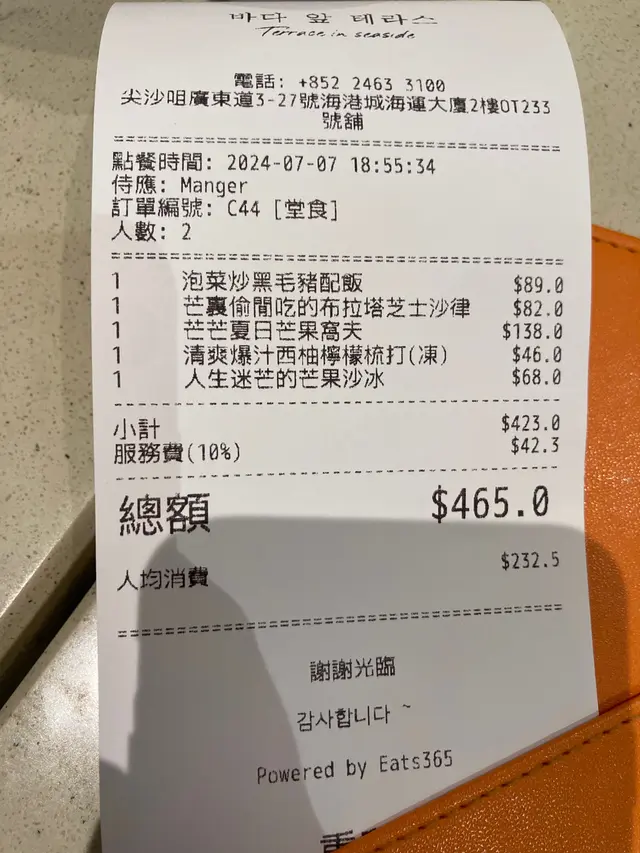 바다 앞 테라스
Terrace in seaside
電話: +852 2463 3100
尖沙咀廣東道3-27號海港城海運大廈2樓OT233
號舖
點餐時間: 2024-07-07 18:55:34
侍應: Manger
訂單編號: C44 [堂食]
人數: 2
1 泡菜炒黑毛豬配飯 $89.0
1 芒裏偷閒吃的布拉塔芝士沙律 $82.0
1 芒芒夏日芒果窩夫 $138.0
1 清爽爆汁西柚檸檬梳打(凍) $46.0
1 人生迷芒的芒果沙冰 $68.0
小計 $423.0
服務費(10%) $42.3
總額 $465.0
人均消費 $232.5
謝謝光臨
감사합니다 ~
Powered by Eats365